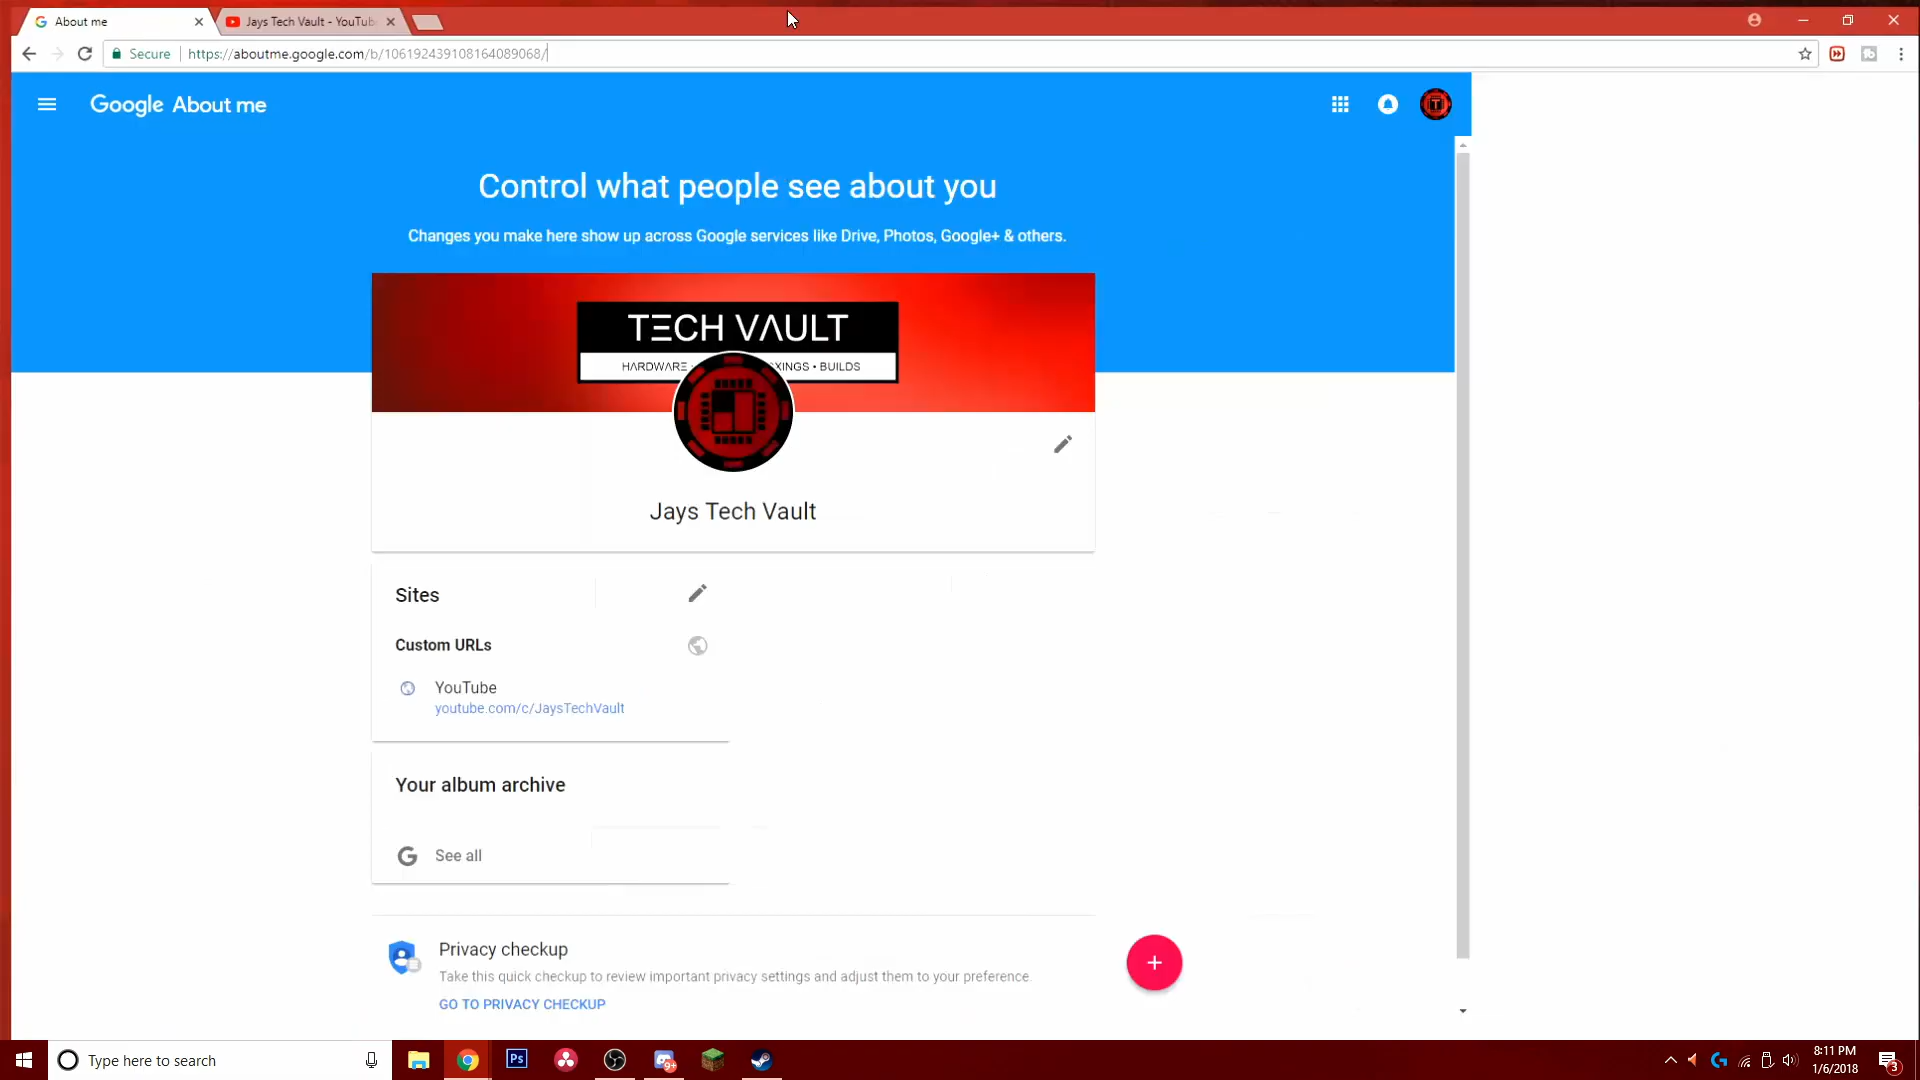 About me
Jays Tech Vault - YouTub
Secure
https://aboutme.google.com/b/106192439108164089068/
Google About me
Control what people see about you
Changes you make here show up across Google services like Drive, Photos, Google+ & others.
TECH VAULT
HARDWARE
XINGS • BUILDS
Jays Tech Vault
Sites
Custom URLs
YouTube
youtube.com/c/JaysTechVault
Your album archive
See all
Privacy checkup
Take this quick checkup to review important privacy settings and adjust them to your preference.
GO TO PRIVACY CHECKUP
Type here to search
Ps
9+
8:11 PM
1/6/2018
3